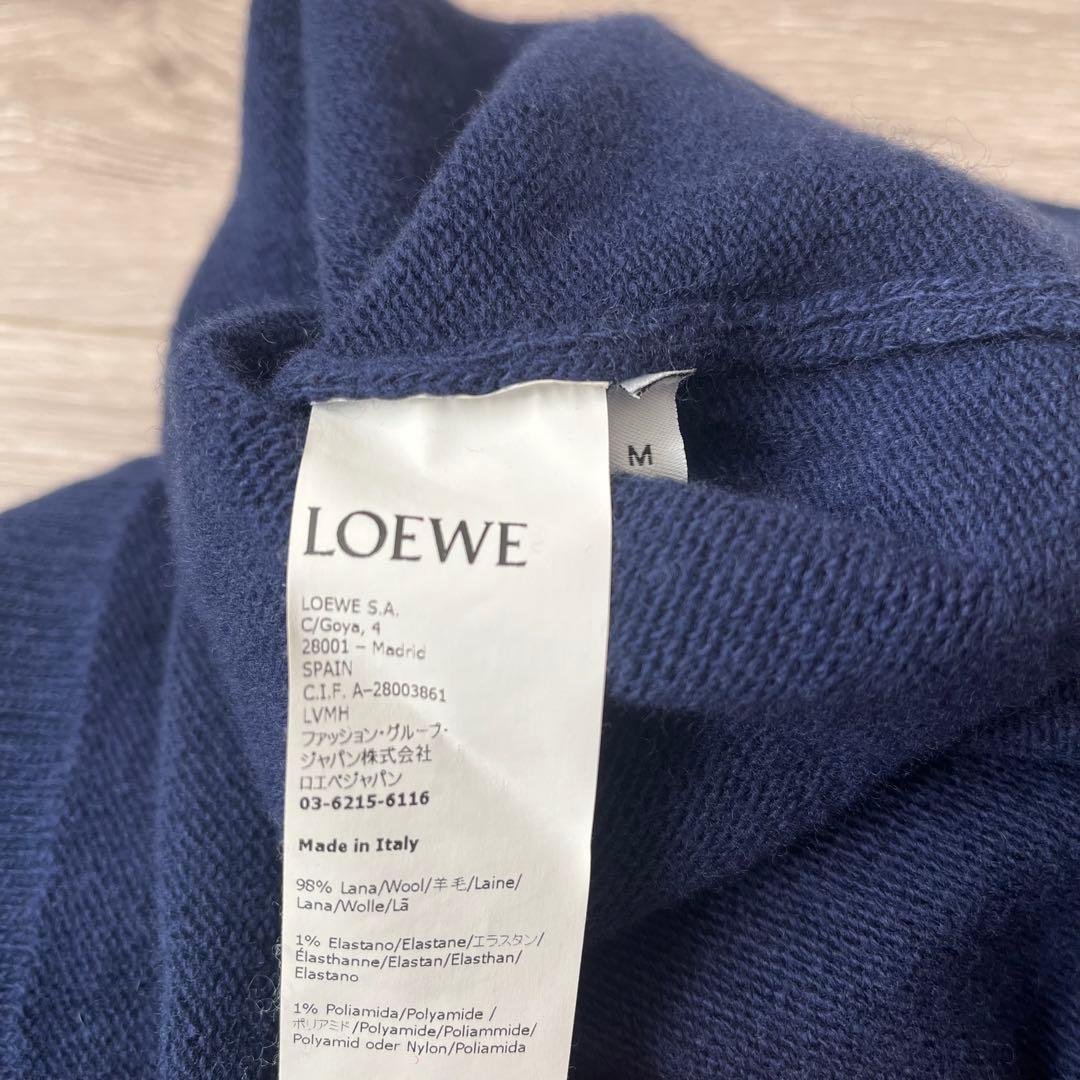 M
LOEWE
LOEWE S.A.
C/Goya, 4
28001 – Madrid
SPAIN
C.I.F. A-28003861
LVMH
ファッション・グループ・
ジャパン株式会社
ロエベジャパン
03-6215-6116
Made in Italy
98% Lana/Wool/羊毛/Laine/
Lana/Wolle/Lã
1% Elastano/Elastane/エラスタン/
Élasthanne/Elastan/Elasthan/
Elastano
1% Poliamida/Polyamide /
ポリアミド/Polyamide/Poliammide/
Polyamid oder Nylon/Poliamida